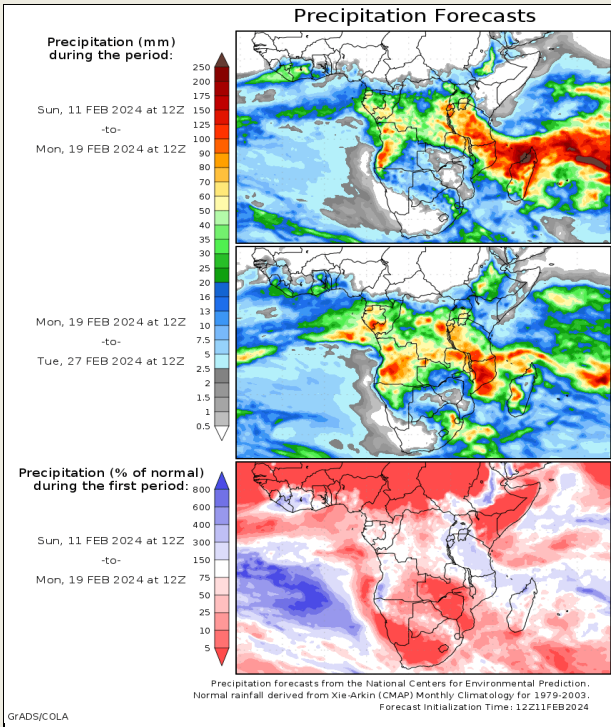 Precipitation Forecasts
Precipitation (mm)
during the period:
Sun, 11 FEB 2024 at 12Z
-to-
Mon, 19 FEB 2024 at 12Z
250
200
175
150
125
100
90
80
70
60
50
40
35
30
25
20
16
13
10
7.5
5
2.5
2
1.5
1
0.5
Mon, 19 FEB 2024 at 12Z
-to-
Tue, 27 FEB 2024 at 12Z
Precipitation (% of normal)
during the first period:
Sun, 11 FEB 2024 at 12Z
-to-
Mon, 19 FEB 2024 at 12Z
800
600
400
300
150
75
50
25
10
5
Precipitation forecasts from the National Centers for Environmental Prediction.
Normal rainfall derived from Xie-Arkin (CMAP) Monthly Climatology for 1979-2003.
Forecast Initialization Time: 12Z11FEB2024
GrADS/COLA